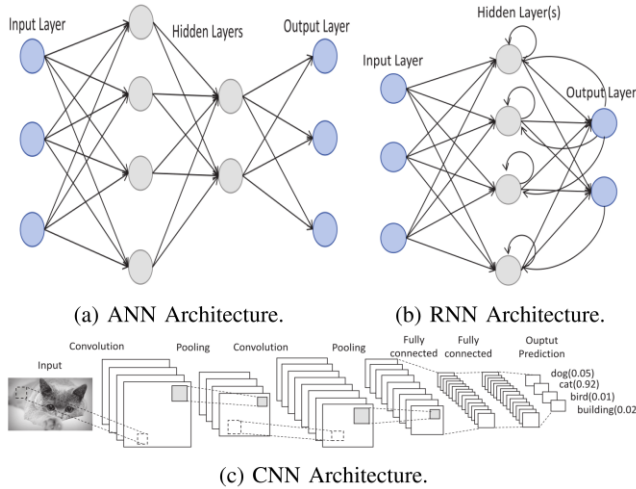 Input Layer
Hidden Layers
Output Layer
(a) ANN Architecture.
Hidden Layer(s)
Input Layer
Output Layer
(b) RNN Architecture.
Input
Convolution
Pooling
Convolution
Pooling
Fully
connected
Fully
connected
Ouptut
Prediction
dog(0.05)
cat(0.92)
bird(0.01)
building(0.02
(c) CNN Architecture.